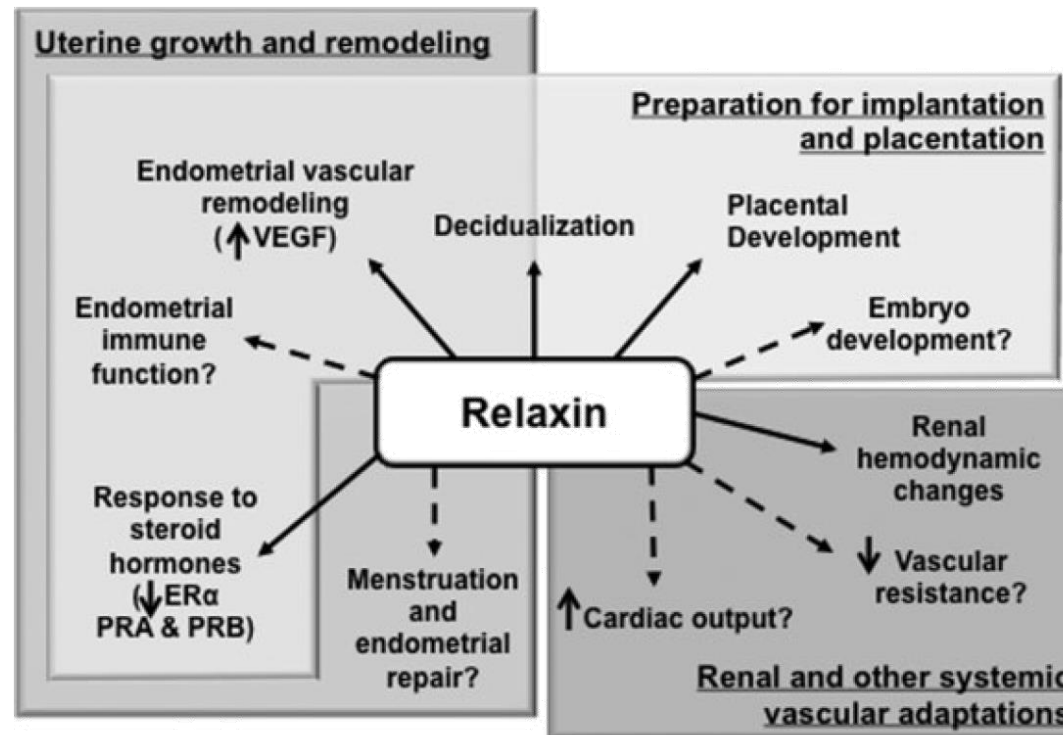 Uterine growth and remodeling
Preparation for implantation
and placentation
Endometrial vascular
remodeling
(↑ VEGF)
Decidualization
Placental
Development
Endometrial
immune
function?
Embryo
development?
Relaxin
Renal
hemodynamic
changes
Response to
steroid
hormones
(↓ ERα
PRA & PRB)
Menstruation
and
endometrial
repair?
↑ Cardiac output?
↓ Vascular
resistance?
Renal and other systemic
vascular adaptations